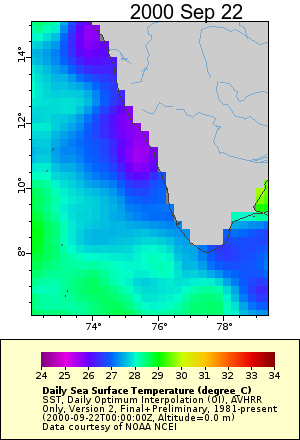 2000 Sep 22
14°
12°
10°
8°
74° 76° 78°
24 25 26 27 28 29 30 31 32 33 34
Daily Sea Surface Temperature (degree_C)
SST, Daily Optimum Interpolation (OI), AVHRR
Only, Version 2, Final+Preliminary, 1981-present
(2000-09-22T00:00:00Z, Altitude=0.0 m)
Data courtesy of NOAA NCEI